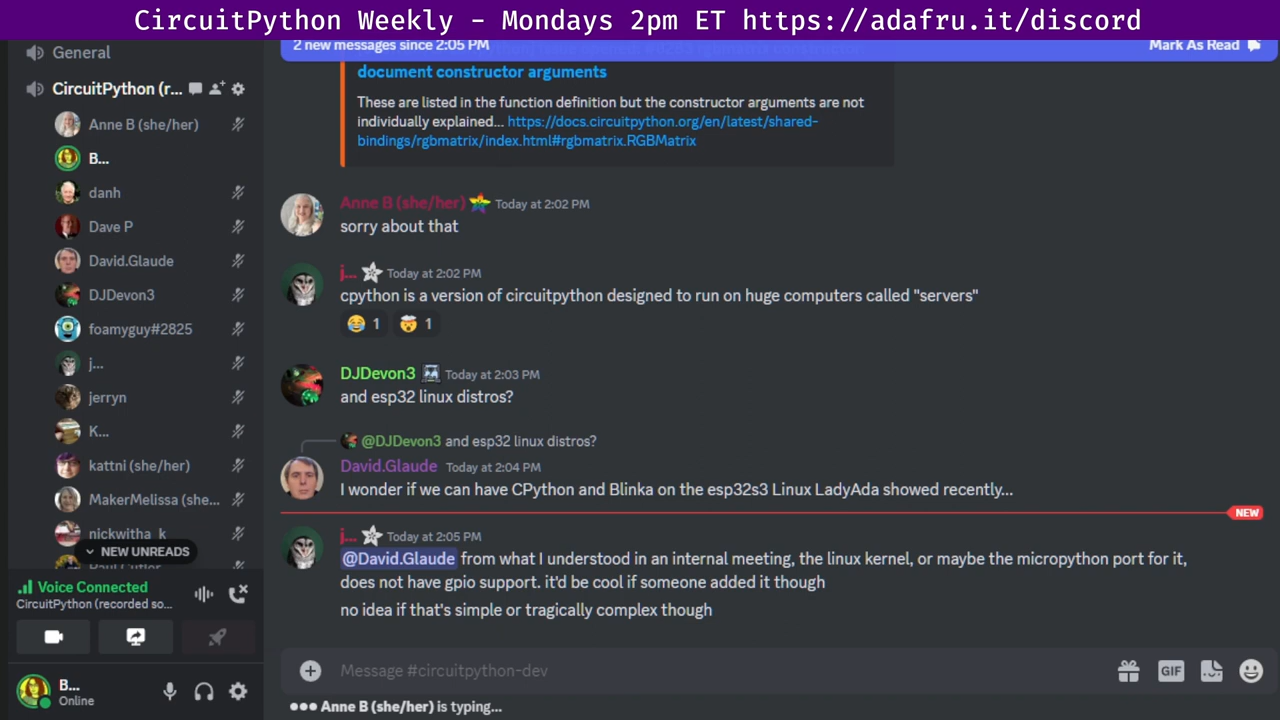 CircuitPython Weekly - Mondays 2pm ET https://adafru.it/discord
General
CircuitPython (r...
Anne B (she/her)
B...
danh
Dave P
David.Glaude
DJDevon3
foamyguy#2825
j...
jerryn
K...
kattni (she/her)
MakerMelissa (she...
nickwitha_k
NEW UNREADS
Paul Cutler
Voice Connected
CircuitPython (recorded so...
B...
Online
2 new messages since 2:05 PM
Mark As Read
document constructor arguments
These are listed in the function definition but the constructor arguments are not
individually explained... https://docs.circuitpython.org/en/latest/shared-
bindings/rgbmatrix/index.html#rgbmatrix.RGBMatrix
Anne B (she/her) Today at 2:02 PM
sorry about that
j... Today at 2:02 PM
cpython is a version of circuitpython designed to run on huge computers called "servers"
1 1
DJDevon3 Today at 2:03 PM
and esp32 linux distros?
@DJDevon3 and esp32 linux distros?
David.Glaude Today at 2:04 PM
I wonder if we can have CPython and Blinka on the esp32s3 Linux LadyAda showed recently...
NEW
j... Today at 2:05 PM
@David.Glaude from what I understood in an internal meeting, the linux kernel, or maybe the micropython port for it,
does not have gpio support. it'd be cool if someone added it though
no idea if that's simple or tragically complex though
Message #circuitpython-dev
GIF
Anne B (she/her) is typing...